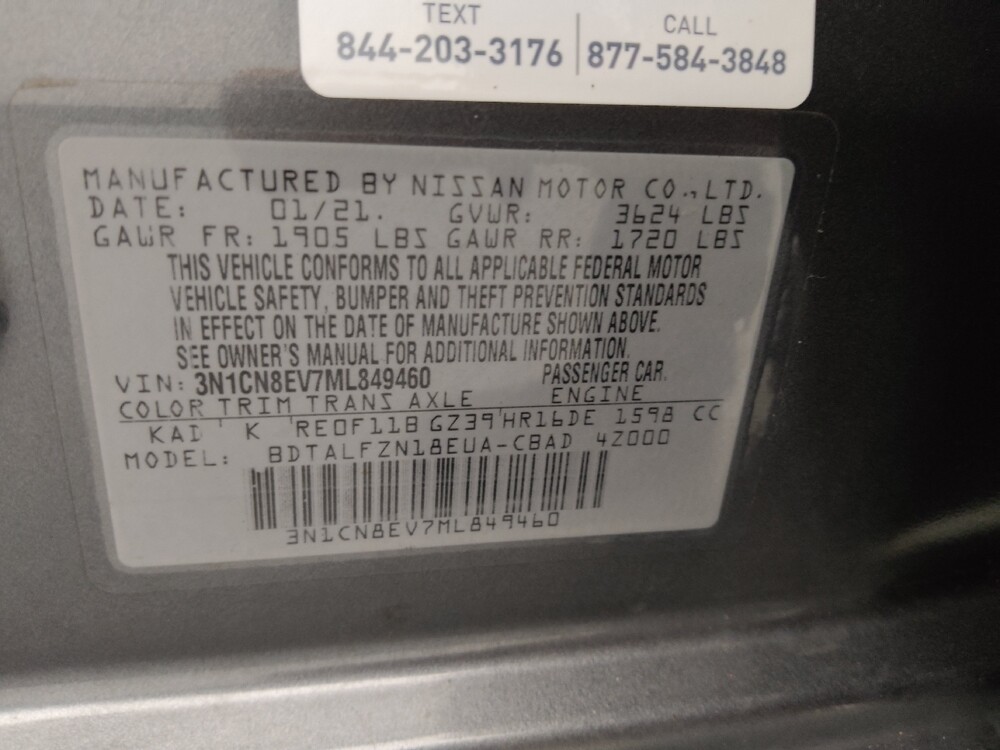 TEXT
844-203-3176
CALL
877-584-3848
MANUFACTURED BY NISSAN MOTOR CO.,LTD.
DATE: 01/21. GVWR: 3624 LBS
GAWR FR: 1905 LBS GAWR RR: 1720 LBS
THIS VEHICLE CONFORMS TO ALL APPLICABLE FEDERAL MOTOR
VEHICLE SAFETY, BUMPER AND THEFT PREVENTION STANDARDS
IN EFFECT ON THE DATE OF MANUFACTURE SHOWN ABOVE.
SEE OWNER'S MANUAL FOR ADDITIONAL INFORMATION.
VIN: 3N1CN8EV7ML849460 PASSENGER CAR.
COLOR TRIM TRANS AXLE ENGINE
KAD K RE0F11B GZ39 HR16DE 1598 CC
MODEL: BDTALFZN18EUA-CBAD 4Z000
3N1CN8EV7ML849460